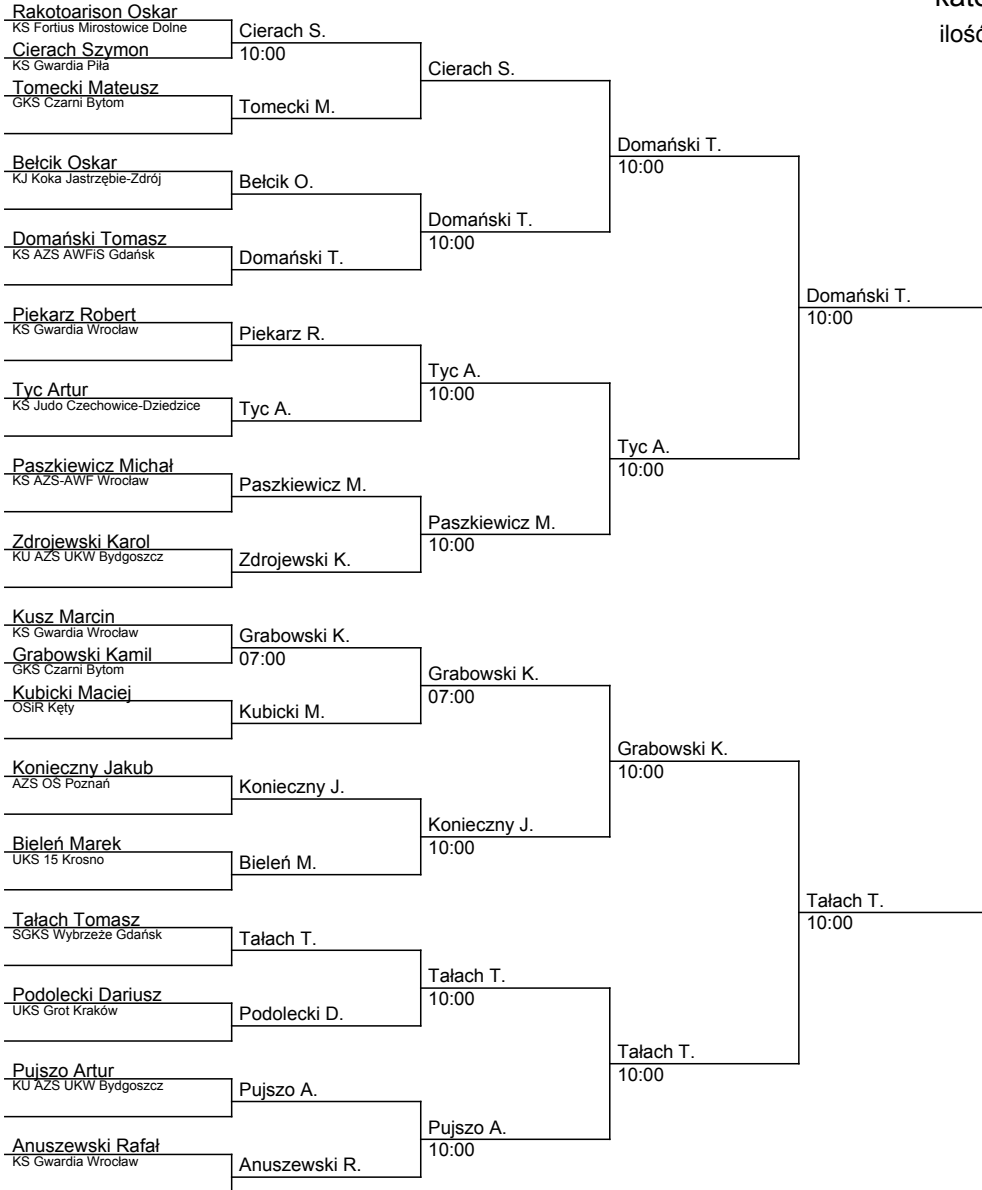 Rakotoarison Oskar
KS Fortius Mirostowice Dolne
Cierach Szymon
KS Gwardia Piła
Tomecki Mateusz
GKS Czarni Bytom
Bełcik Oskar
KJ Koka Jastrzębie-Zdrój
Domański Tomasz
KS AZS AWFiS Gdańsk
Piekarz Robert
KS Gwardia Wrocław
Tyc Artur
KS Judo Czechowice-Dziedzice
Paszkiewicz Michał
KS AZS-AWF Wrocław
Zdrojewski Karol
KU AZS UKW Bydgoszcz
Kusz Marcin
KS Gwardia Wrocław
Grabowski Kamil
GKS Czarni Bytom
Kubicki Maciej
OSiR Kęty
Konieczny Jakub
AZS OŚ Poznań
Bieleń Marek
UKS 15 Krosno
Tałach Tomasz
SGKS Wybrzeże Gdańsk
Podolecki Dariusz
UKS Grot Kraków
Pujszo Artur
KU AZS UKW Bydgoszcz
Anuszewski Rafał
KS Gwardia Wrocław
Cierach S.
10:00
Tomecki M.
Bełcik O.
Domański T.
Piekarz R.
Tyc A.
Paszkiewicz M.
Zdrojewski K.
Grabowski K.
07:00
Kubicki M.
Konieczny J.
Bieleń M.
Tałach T.
Podolecki D.
Pujszo A.
Anuszewski R.
Cierach S.
Domański T.
10:00
Tyc A.
10:00
Paszkiewicz M.
10:00
Grabowski K.
07:00
Konieczny J.
10:00
Tałach T.
10:00
Pujszo A.
10:00
Domański T.
10:00
Tyc A.
10:00
Grabowski K.
10:00
Tałach T.
10:00
Domański T.
10:00
Tałach T.
10:00
ilość